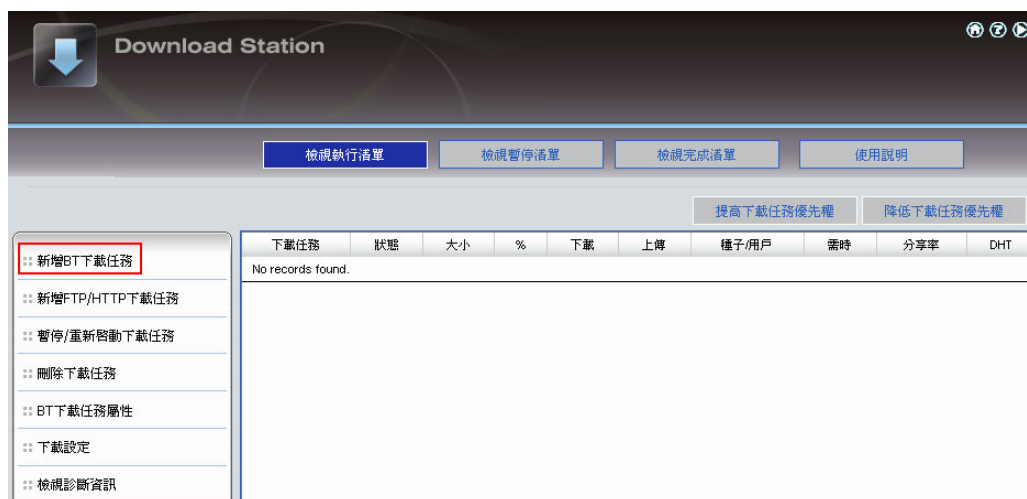 Download Station
檢視執行清單 檢視暫停清單 檢視完成清單 使用説明
提高下載任務優先權 降低下載任務優先權
下載任務 狀態 大小 % 下載 上傳 種子/用戶 需時 分享率 DHT
No records found.
新增BT下載任務
新增FTP/HTTP下載任務
暫停/重新啓動下載任務
刪除下載任務
BT下載任務屬性
下載設定
檢視診斷資訊